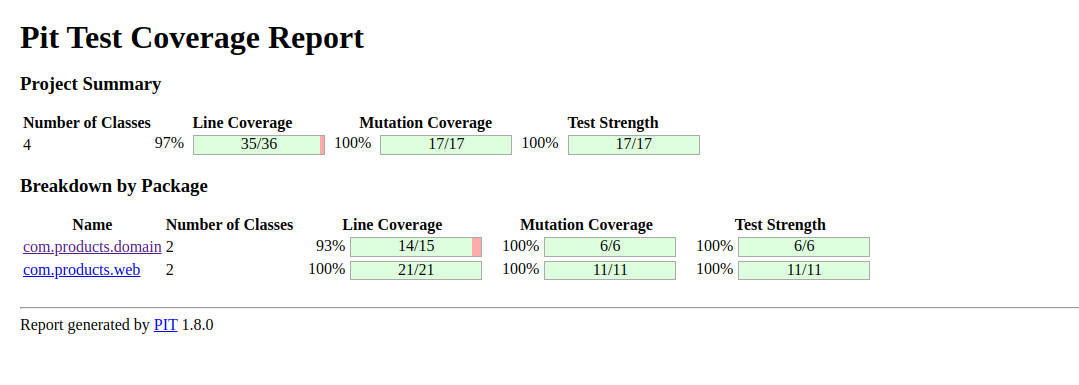 Pit Test Coverage Report
Project Summary
Number of Classes Line Coverage Mutation Coverage Test Strength
4 97% 35/36 100% 17/17 100% 17/17
Breakdown by Package
Name Number of Classes Line Coverage Mutation Coverage Test Strength
com.products.domain 2 93% 14/15 100% 6/6 100% 6/6
com.products.web 2 100% 21/21 100% 11/11 100% 11/11
Report generated by PIT 1.8.0